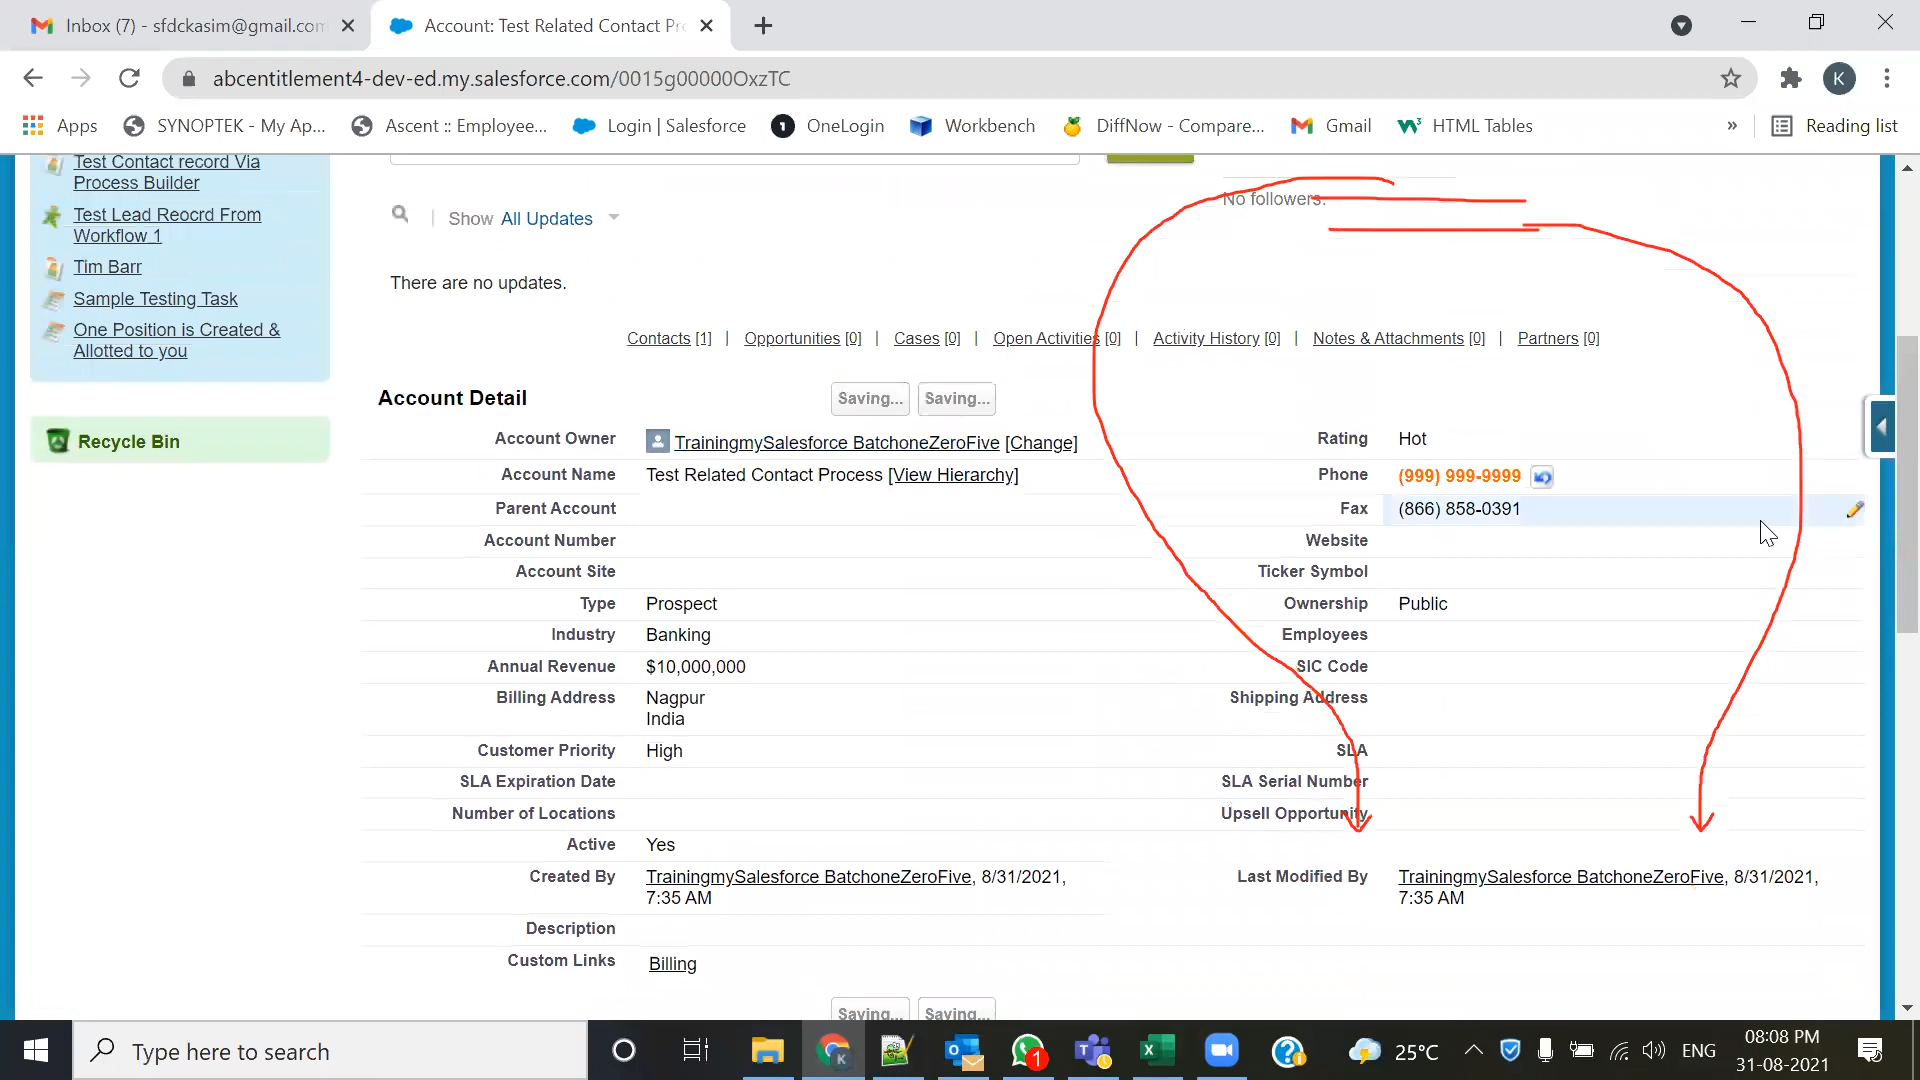 Inbox (7) - sfdckasim@gmail.com
Account: Test Related Contact Pr
abcentitlement4-dev-ed.my.salesforce.com/0015g00000OxzTC
K
Apps
SYNOPTEK - My Ap...
Ascent :: Employee...
Login | Salesforce
1
OneLogin
Workbench
DiffNow - Compare...
Gmail
HTML Tables
»
Reading list
Test Contact record Via
Process Builder
Test Lead Reocrd From
Workflow 1
Tim Barr
Sample Testing Task
One Position is Created &
Allotted to you
Recycle Bin
No followers.
Show All Updates
There are no updates.
Contacts [1] | Opportunities [0] | Cases [0] | Open Activities [0] | Activity History [0] | Notes & Attachments [0] | Partners [0]
Account Detail
Saving... Saving...
Account Owner TrainingmySalesforce BatchoneZeroFive [Change] Rating Hot
Account Name Test Related Contact Process [View Hierarchy] Phone (999) 999-9999
Parent Account Fax (866) 858-0391
Account Number Website
Account Site Ticker Symbol
Type Prospect Ownership Public
Industry Banking Employees
Annual Revenue $10,000,000 SIC Code
Billing Address Nagpur Shipping Address
India
Customer Priority High SLA
SLA Expiration Date SLA Serial Number
Number of Locations Upsell Opportunity
Active Yes
Created By TrainingmySalesforce BatchoneZeroFive, 8/31/2021, Last Modified By TrainingmySalesforce BatchoneZeroFive, 8/31/2021,
7:35 AM 7:35 AM
Description
Custom Links Billing
Saving... Saving...
Type here to search
K
1
25°C
ENG
08:08 PM
31-08-2021